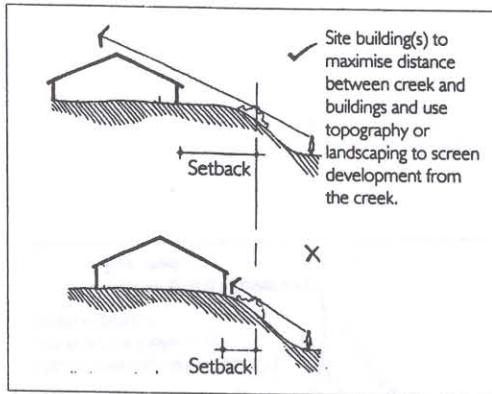 Site building(s) to
maximise distance
between creek and
buildings and use
topography or
landscaping to screen
development from
the creek.
Setback
Setback